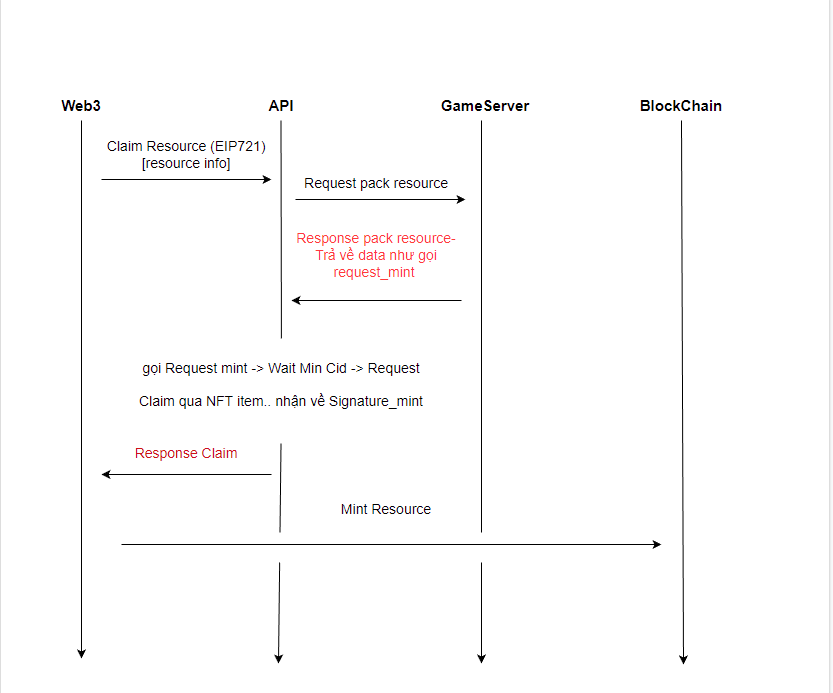 Web3
API
GameServer
BlockChain
Claim Resource (EIP721)
[resource info]
Request pack resource
Response pack resource-
Trả về data như gọi
request_mint
gọi Request mint -> Wait Min Cid -> Request
Claim qua NFT item.. nhận về Signature_mint
Response Claim
Mint Resource